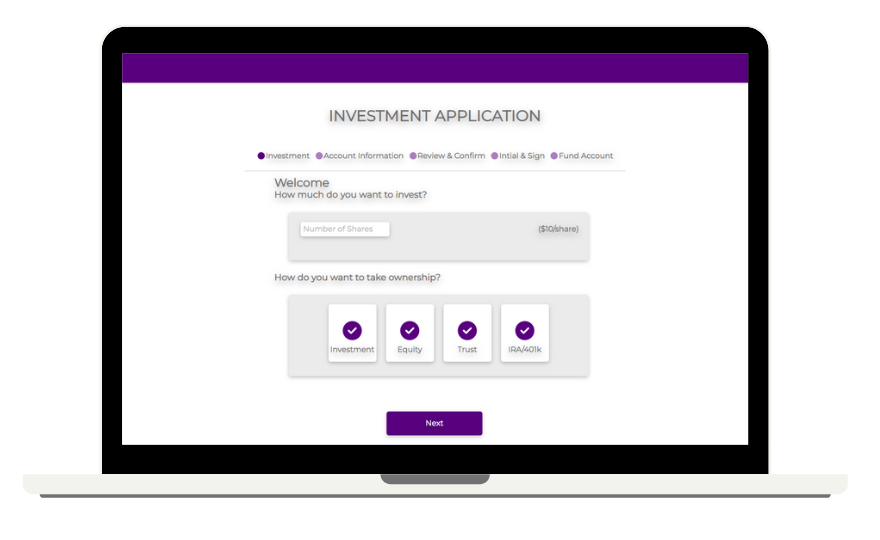 INVESTMENT APPLICATION
Investment Account Information Review & Confirm Intial & Sign Fund Account
Welcome
How much do you want to invest?
Number of Shares ($10/share)
How do you want to take ownership?
Investment Equity Trust IRA/401k
Next